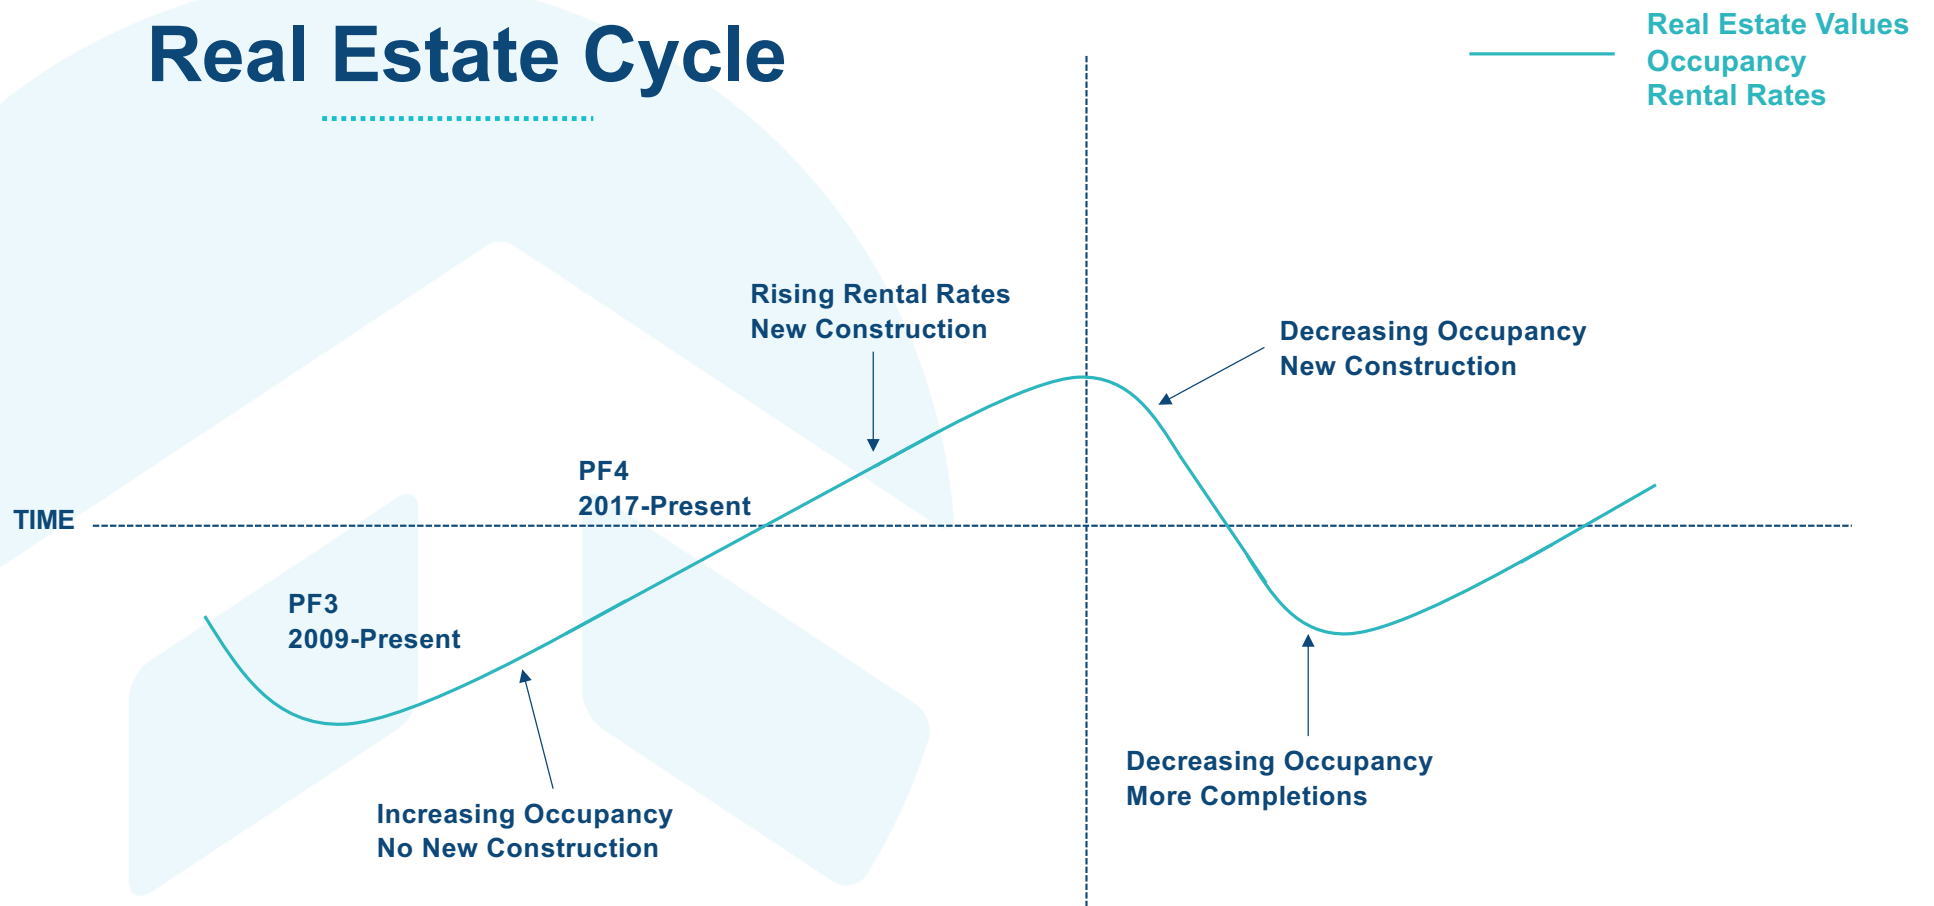 Real Estate Cycle
Real Estate Values
Occupancy
Rental Rates
Rising Rental Rates
New Construction
Decreasing Occupancy
New Construction
PF4
2017-Present
TIME
PF3
2009-Present
Decreasing Occupancy
More Completions
Increasing Occupancy
No New Construction